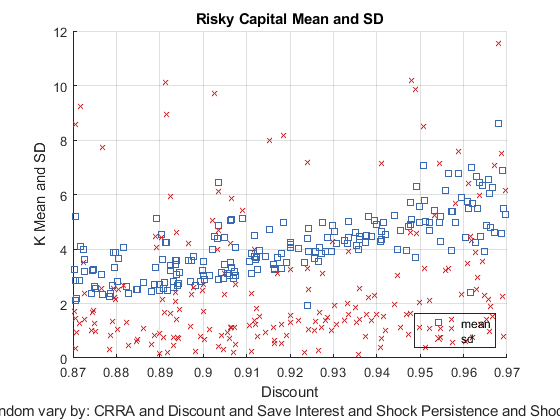 Risky Capital Mean and SD
K Mean and SD
12
10
8
6
4
2
0
mean
sd
0.87 0.88 0.89 0.9 0.91 0.92 0.93 0.94 0.95 0.96 0.97
Discount
ndom vary by: CRRA and Discount and Save Interest and Shock Persistence and Shoc